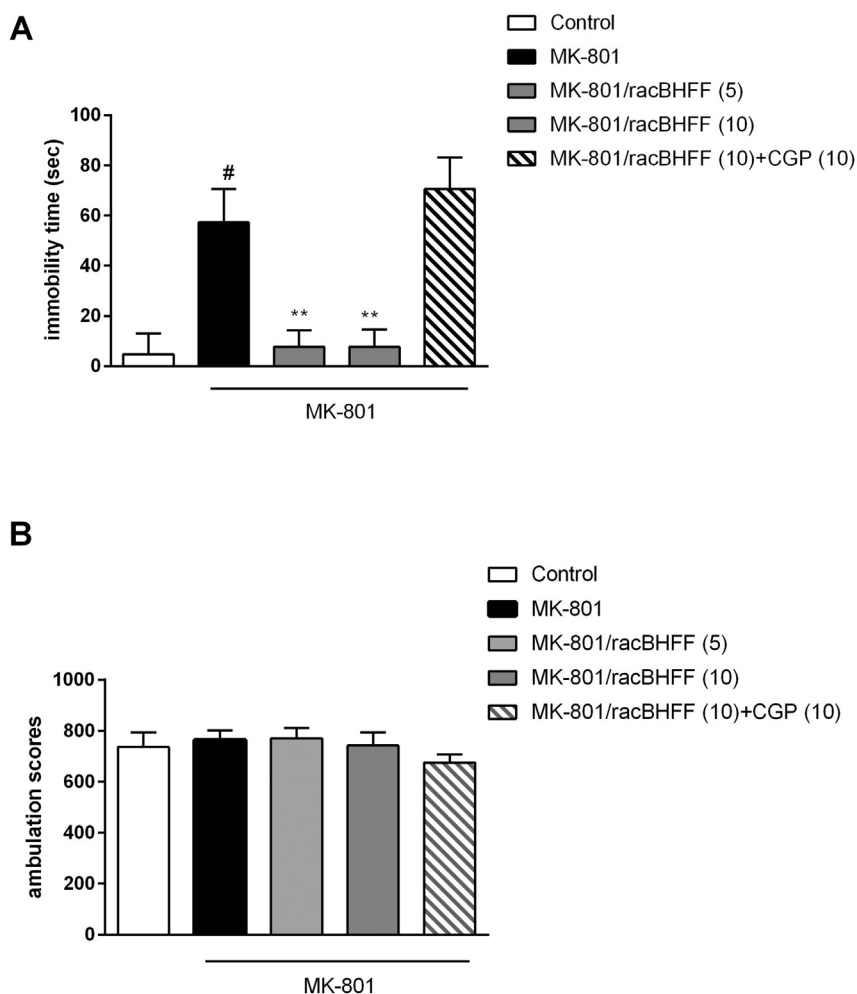 A
Control
MK-801
MK-801/racBHFF (5)
MK-801/racBHFF (10)
MK-801/racBHFF (10)+CGP (10)
immobility time (sec)
100
80
60
40
20
0
#
**
**
MK-801
B
Control
MK-801
MK-801/racBHFF (5)
MK-801/racBHFF (10)
MK-801/racBHFF (10)+CGP (10)
ambulation scores
1000
800
600
400
200
0
MK-801